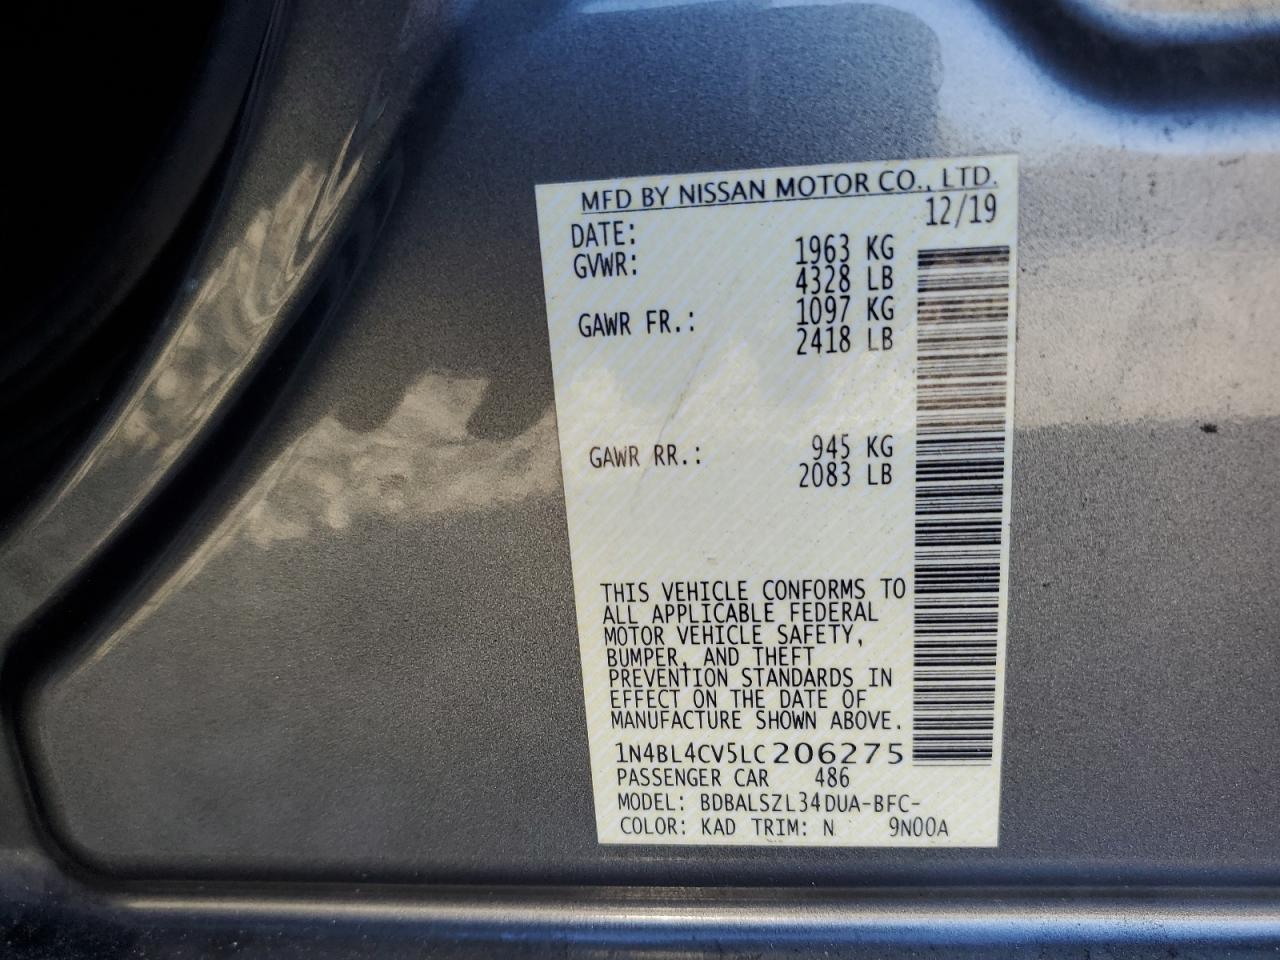 MFD BY NISSAN MOTOR CO., LTD.
DATE: 12/19
GVWR: 1963 KG
4328 LB
GAWR FR.: 1097 KG
2418 LB
GAWR RR.: 945 KG
2083 LB
THIS VEHICLE CONFORMS TO
ALL APPLICABLE FEDERAL
MOTOR VEHICLE SAFETY,
BUMPER, AND THEFT
PREVENTION STANDARDS IN
EFFECT ON THE DATE OF
MANUFACTURE SHOWN ABOVE.
1N4BL4CV5LC206275
PASSENGER CAR 486
MODEL: BDBALSZL34DUA-BFC-
COLOR: KAD TRIM: N 9N00A